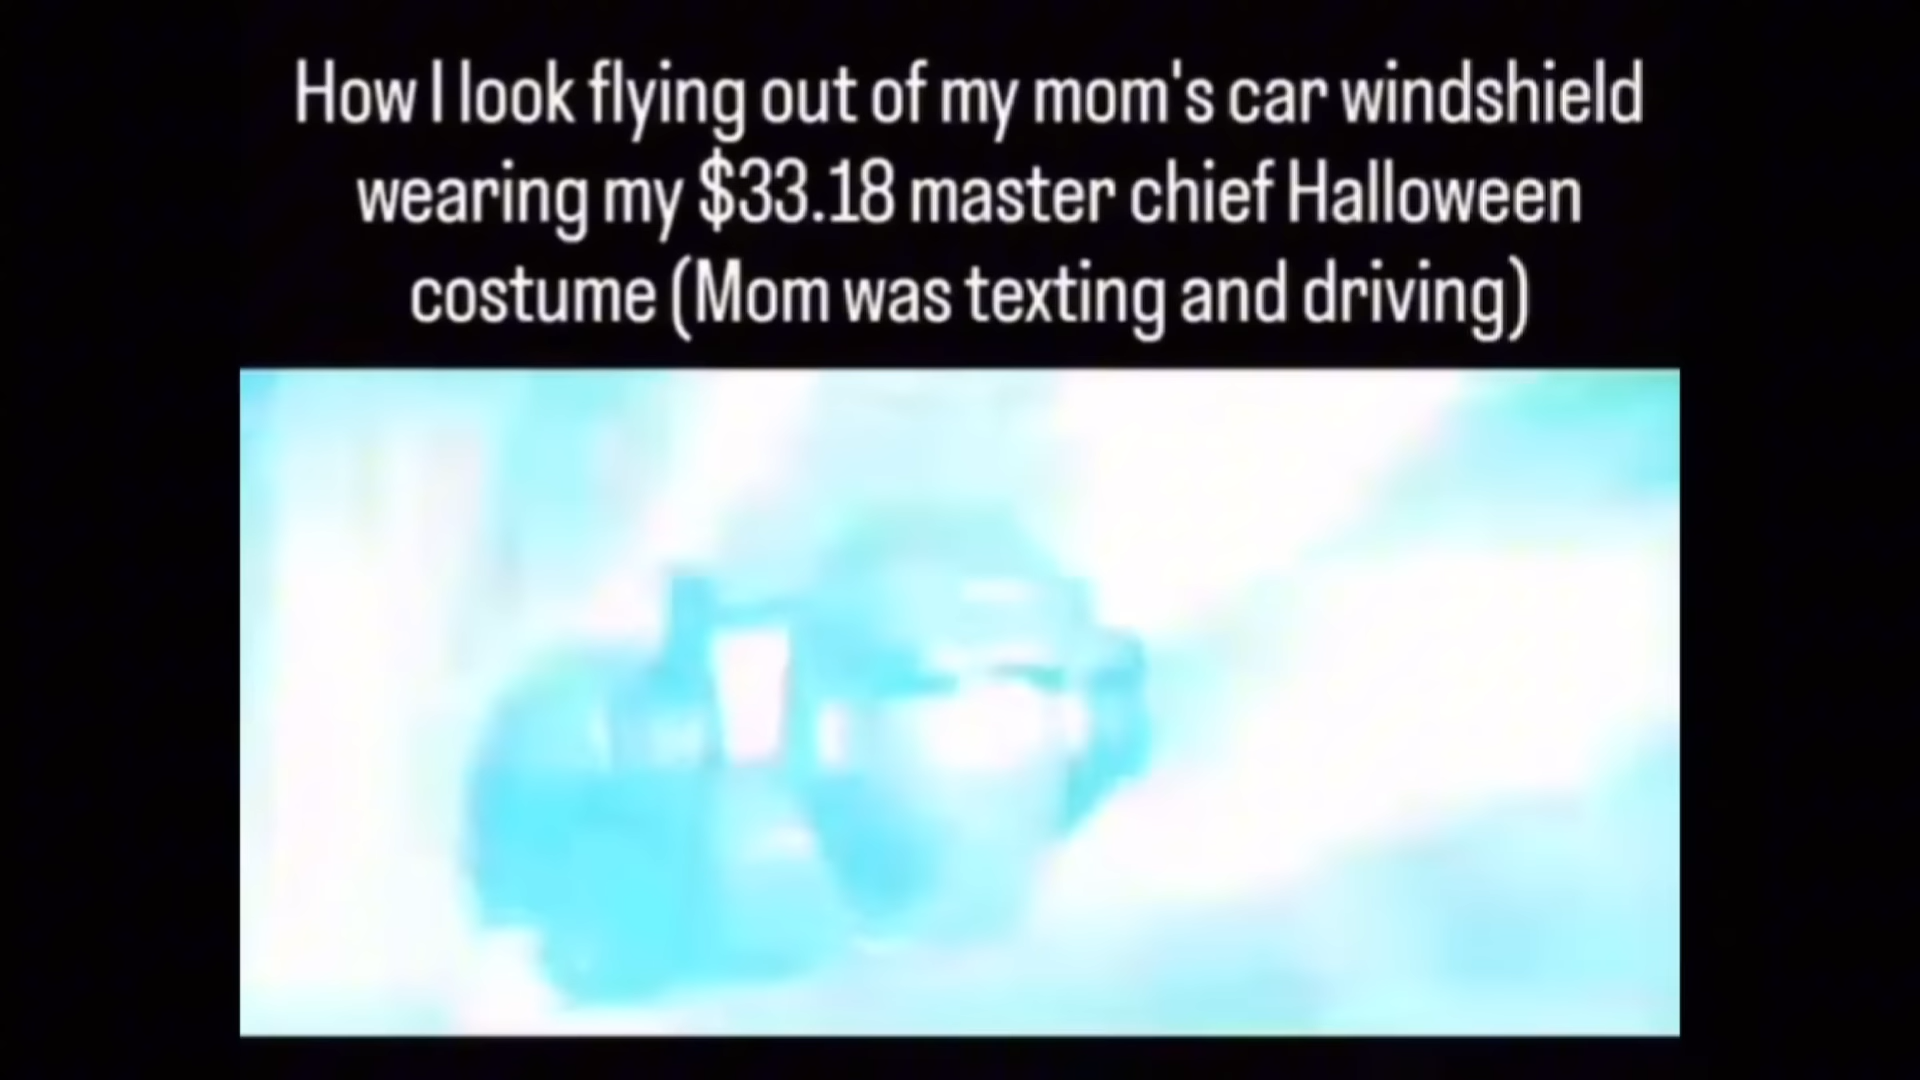 How I look flying out of my mom's car windshield
wearing my $33.18 master chief Halloween
costume (Mom was texting and driving)